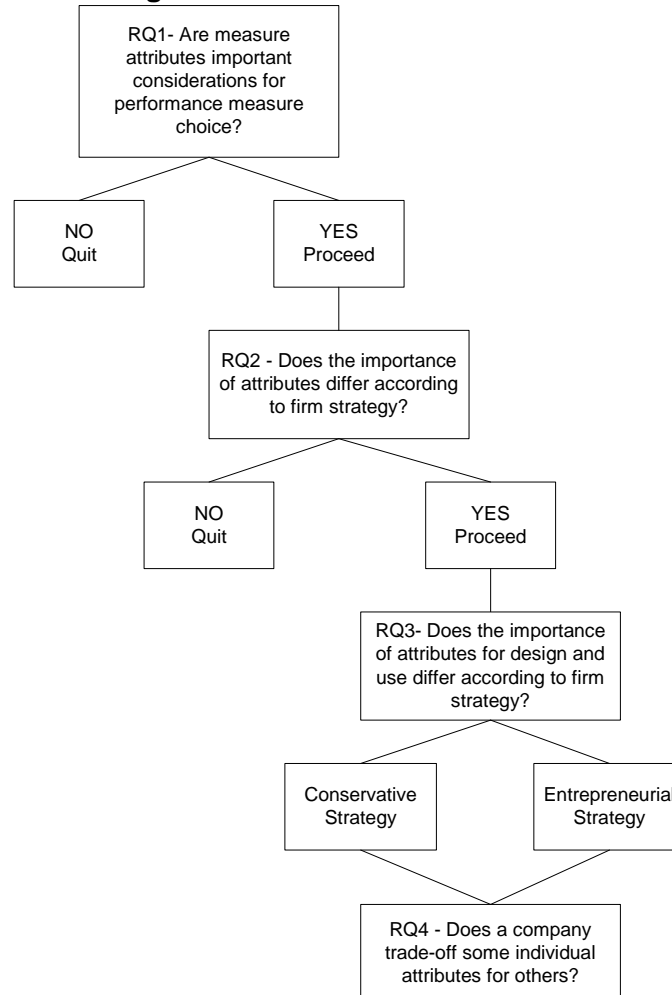 RQ1- Are measure
attributes important
considerations for
performance measure
choice?
NO
Quit
YES
Proceed
RQ2 - Does the importance
of attributes differ according
to firm strategy?
NO
Quit
YES
Proceed
RQ3- Does the importance
of attributes for design and
use differ according to firm
strategy?
Conservative
Strategy
Entrepreneurial
Strategy
RQ4 - Does a company
trade-off some individual
attributes for others?